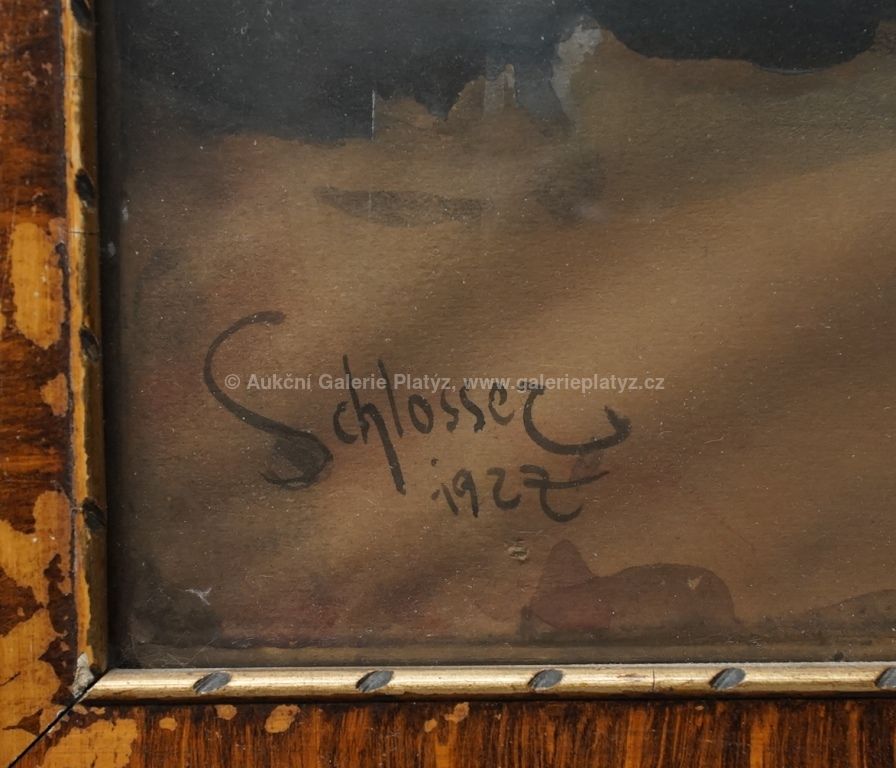 © Aukční Galerie Platýz, www.galerieplatyz.cz
Schlosser
1927